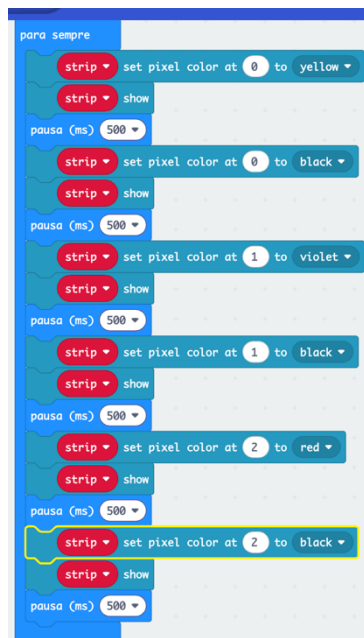 para sempre
strip set pixel color at 0 to yellow
strip show
pausa (ms) 500
strip set pixel color at 0 to black
strip show
pausa (ms) 500
strip set pixel color at 1 to violet
strip show
pausa (ms) 500
strip set pixel color at 1 to black
strip show
pausa (ms) 500
strip set pixel color at 2 to red
strip show
pausa (ms) 500
strip set pixel color at 2 to black
strip show
pausa (ms) 500